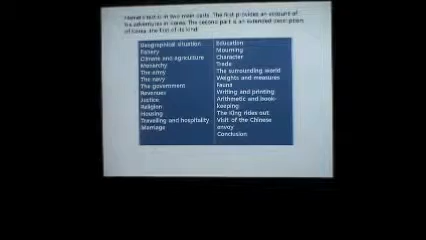 Hamel's text is in two main parts. The first provides an account of
his adventures in Korea. The second part is an extended description
of Korea, the first of its kind:
Geographical situation
Fishery
Climate and agriculture
Monarchy
The army
The navy
The government
Revenues
Justice
Religion
Housing
Travelling and hospitality
Marriage
Education
Mourning
Character
Trade
The surrounding world
Weights and measures
Fauna
Writing and printing
Arithmetic and book-
keeping
The King rides out
Visit of the Chinese
envoy
Conclusion